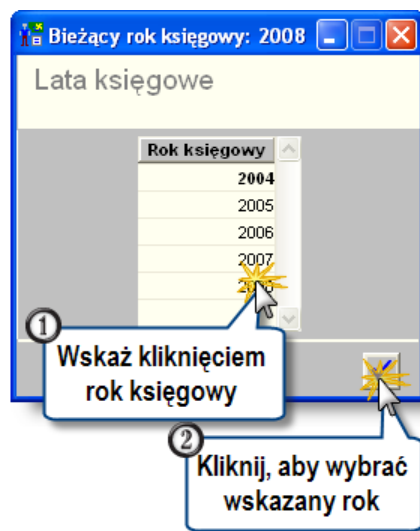 Bieżący rok księgowy: 2008
Lata księgowe
Rok księgowy
2004
2005
2006
2007
1
Wskaż kliknięciem
rok księgowy
2
Kliknij, aby wybrać
wskazany rok